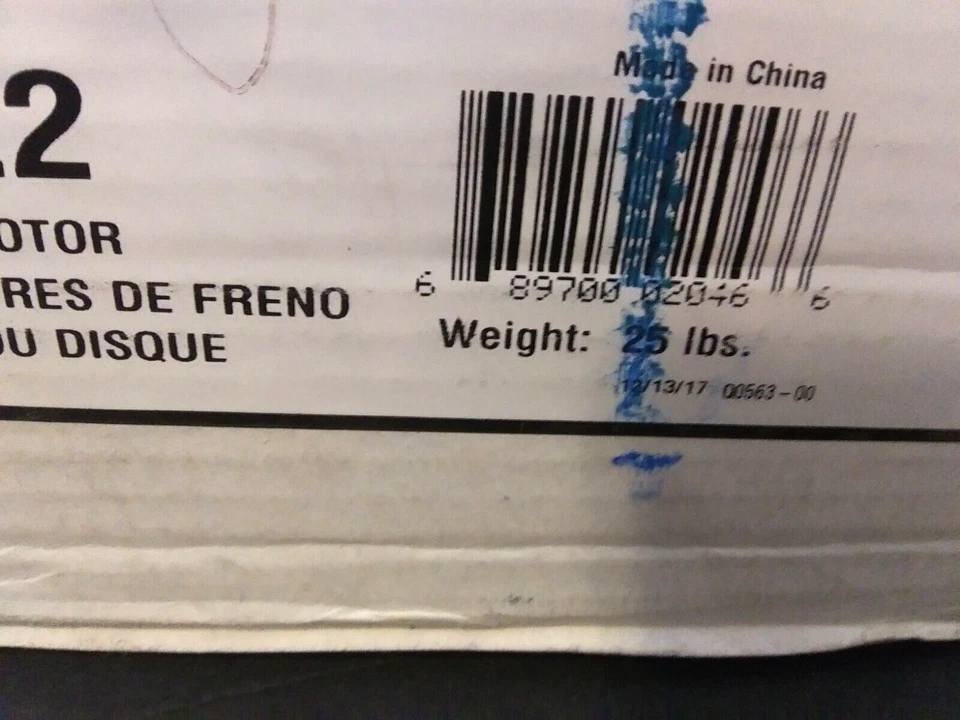 Made in China
2
OTOR
RES DE FRENO
OU DISQUE
6 89700 02046 6
Weight: 25 lbs.
12/13/17 00563-00